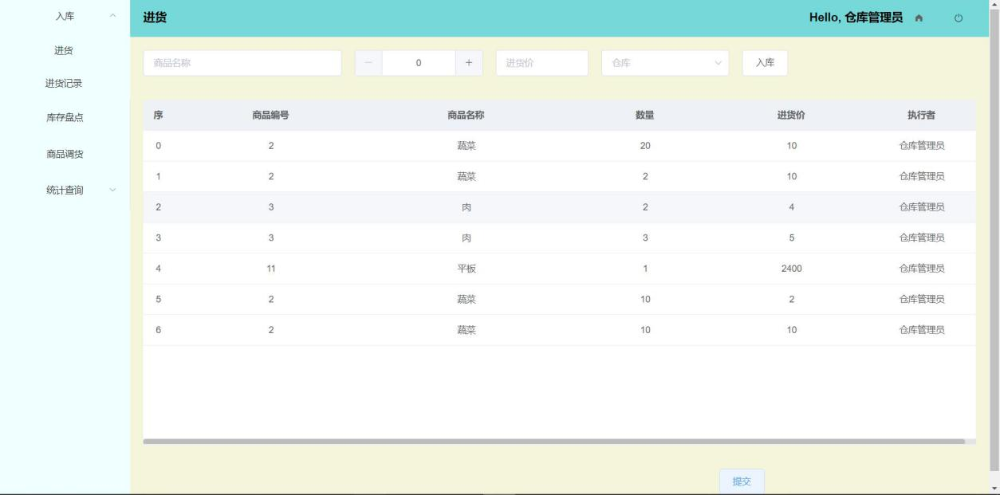 入库
进货
进货记录
库存盘点
商品调货
统计查询
进货 Hello, 仓库管理员
商品名称 0 进货价 仓库 入库
序 商品编号 商品名称 数量 进货价 执行者
0 2 蔬菜 20 10 仓库管理员
1 2 蔬菜 2 10 仓库管理员
2 3 肉 2 4 仓库管理员
3 3 肉 3 5 仓库管理员
4 11 平板 1 2400 仓库管理员
5 2 蔬菜 10 2 仓库管理员
6 2 蔬菜 10 10 仓库管理员
提交